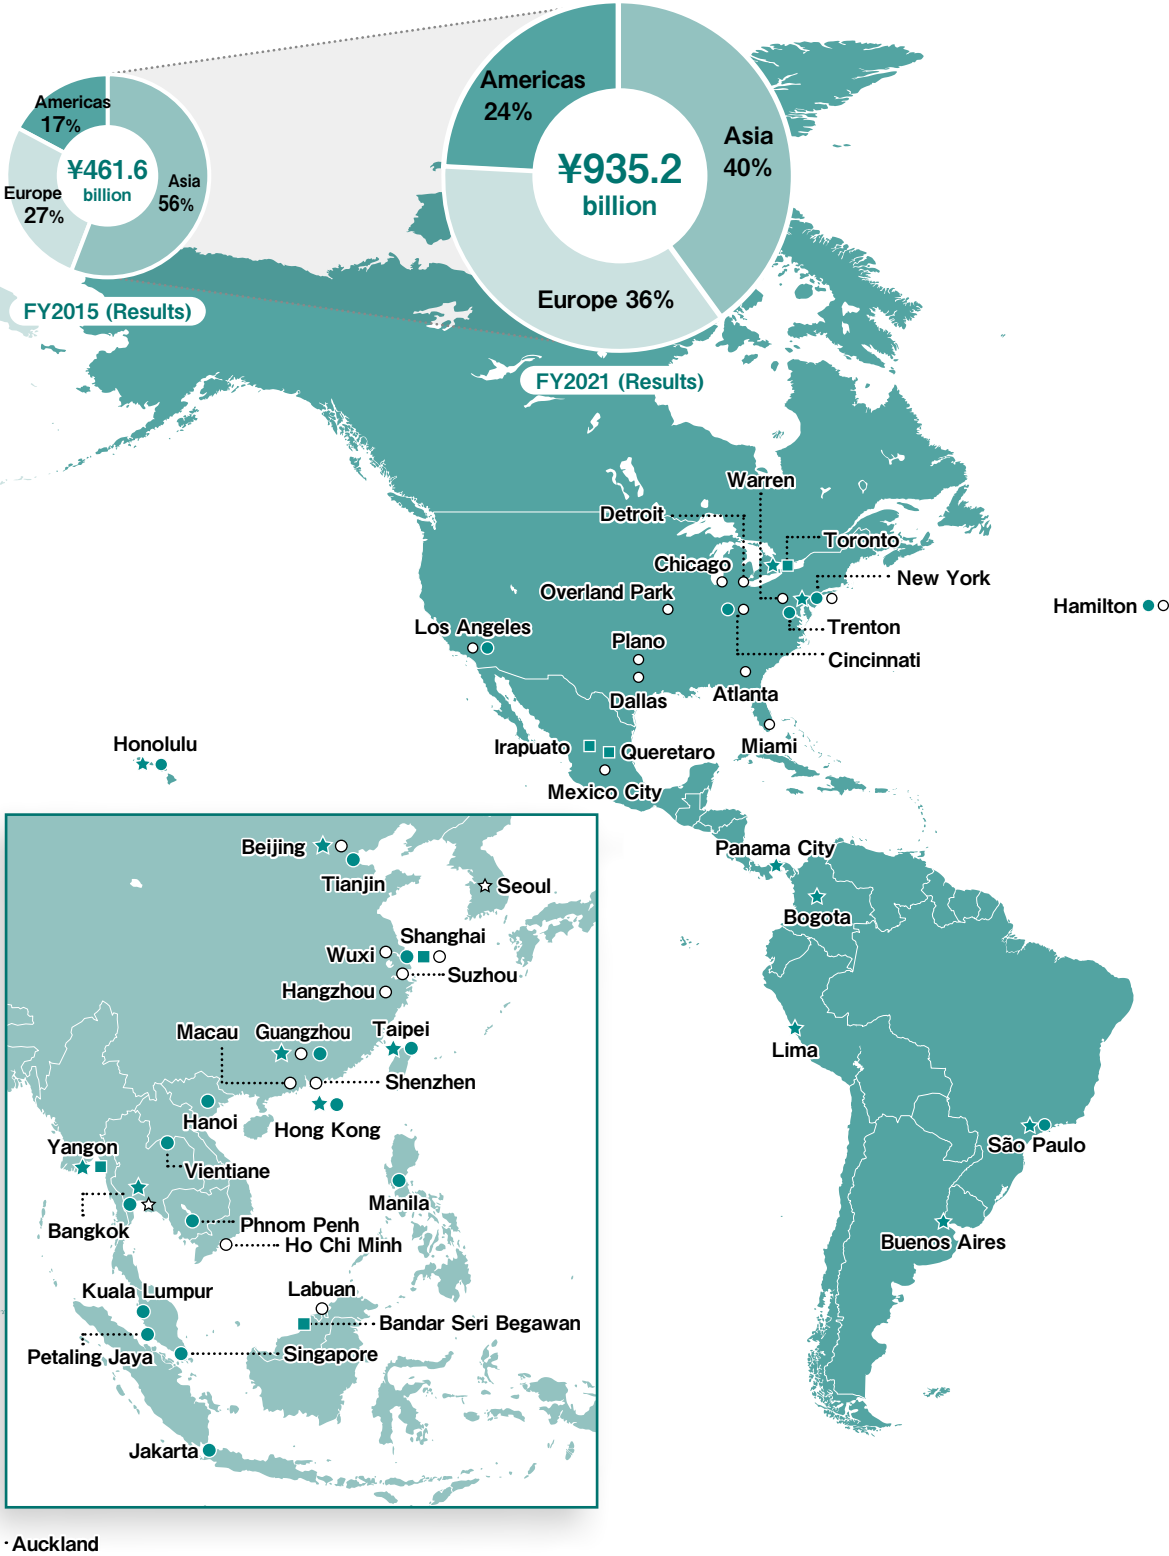 Americas
17%
¥461.6
billion
Asia
56%
Europe
27%
FY2015 (Results)
Americas
24%
Asia
40%
¥935.2
billion
Europe 36%
FY2021 (Results)
Warren
Detroit
Toronto
Chicago
New York
Overland Park
Hamilton
Los Angeles
Trenton
Plano
Cincinnati
Dallas
Atlanta
Honolulu
Irapuato
Queretaro
Miami
Mexico City
Panama City
Bogota
Lima
São Paulo
Buenos Aires
Beijing
Tianjin
Seoul
Shanghai
Wuxi
Suzhou
Hangzhou
Macau
Guangzhou
Taipei
Shenzhen
Hanoi
Hong Kong
Yangon
Vientiane
Manila
Bangkok
Phnom Penh
Ho Chi Minh
Kuala Lumpur
Labuan
Bandar Seri Begawan
Petaling Jaya
Singapore
Jakarta
Auckland